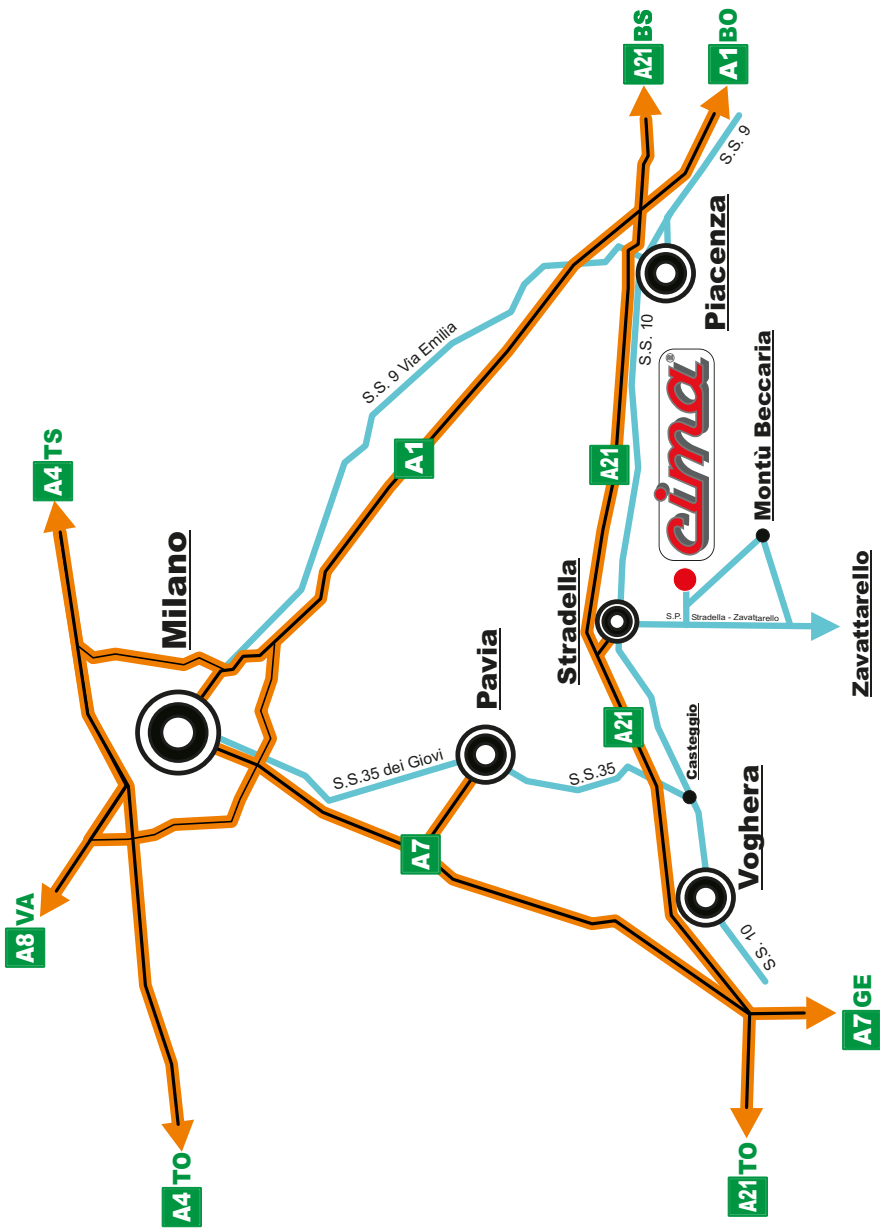 A8 VA
A4 TS
A4 TO
Milano
S.S. 9 Via Emilia
A1
S.S.35 dei Giovi
A7
Pavia
Stradella
S.S.35
A21
A21
A21 BS
S.S. 10
cima®
Casteggio
S.P. Stradella - Zavattarello
Piacenza
S.S. 9
A1 BO
Montù Beccaria
Voghera
S.S. 10
A21 TO
A7 GE
Zavattarello